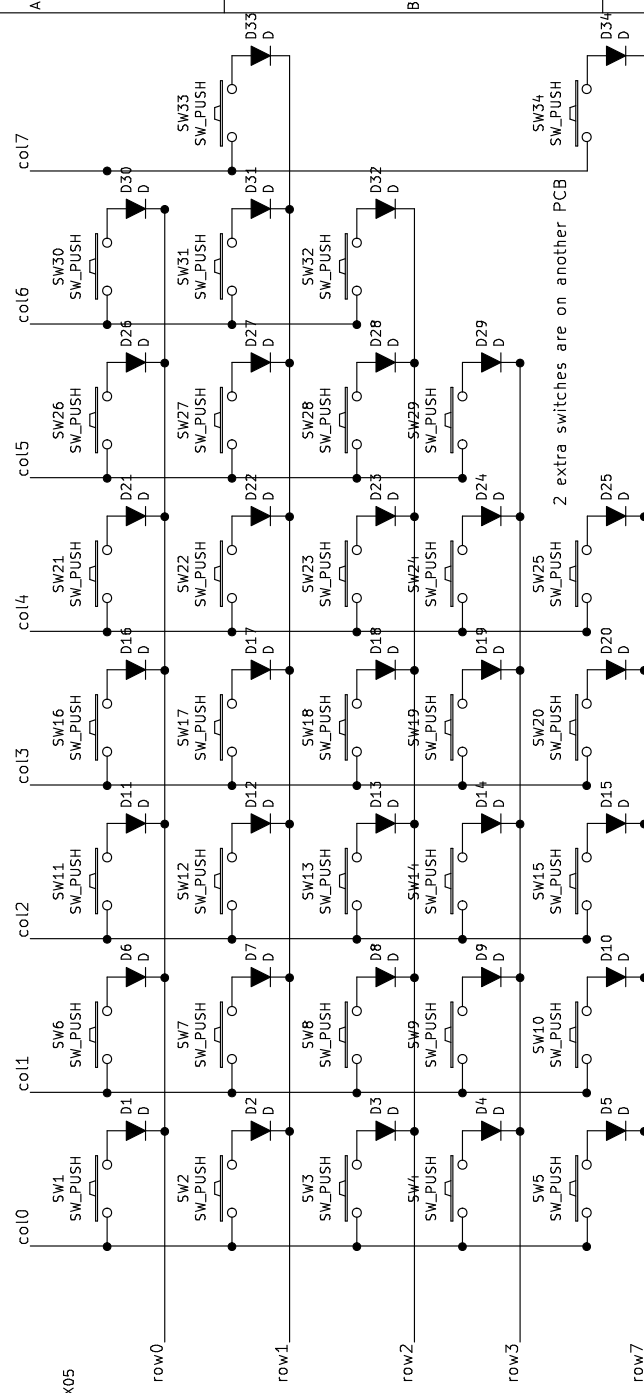 col0 col1 col2 col3 col4 col5 col6 col7 A
X05
SW1 SW6 SW11 SW16 SW21 SW26 SW30
SW_PUSH SW_PUSH SW_PUSH SW_PUSH SW_PUSH SW_PUSH SW_PUSH
D1 D6 D11 D16 D21 D26 D30
D D D D D D D
row0
SW2 SW7 SW12 SW17 SW22 SW27 SW31 SW33
SW_PUSH SW_PUSH SW_PUSH SW_PUSH SW_PUSH SW_PUSH SW_PUSH SW_PUSH
D2 D7 D12 D17 D22 D27 D31 D33
D D D D D D D D
row1
SW3 SW8 SW13 SW18 SW23 SW28 SW32
SW_PUSH SW_PUSH SW_PUSH SW_PUSH SW_PUSH SW_PUSH SW_PUSH
D3 D8 D13 D18 D23 D28 D32
D D D D D D D
row2
B
SW4 SW9 SW14 SW19 SW24 SW29
SW_PUSH SW_PUSH SW_PUSH SW_PUSH SW_PUSH SW_PUSH
D4 D9 D14 D19 D24 D29
D D D D D D
row3
2 extra switches are on another PCB
SW5 SW10 SW15 SW20 SW25 SW34
SW_PUSH SW_PUSH SW_PUSH SW_PUSH SW_PUSH SW_PUSH
D5 D10 D15 D20 D25 D34
D D D D D D
row7